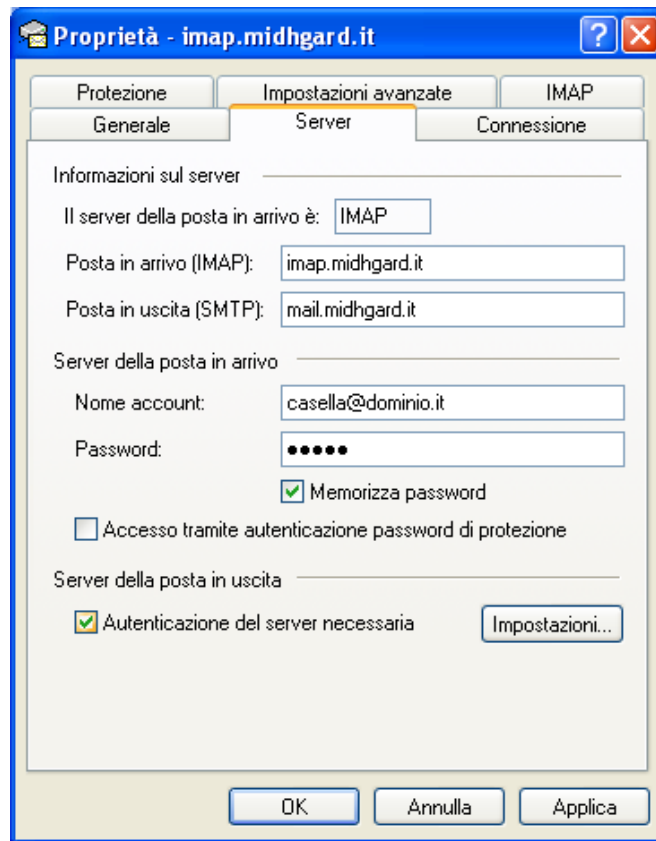 Proprietà - imap.midhgard.it
Protezione Impostazioni avanzate IMAP
Generale Server Connessione
Informazioni sul server
Il server della posta in arrivo è: IMAP
Posta in arrivo (IMAP): imap.midhgard.it
Posta in uscita (SMTP): mail.midhgard.it
Server della posta in arrivo
Nome account: casella@dominio.it
Password: ●●●●●
Memorizza password
Accesso tramite autenticazione password di protezione
Server della posta in uscita
Autenticazione del server necessaria Impostazioni...
OK Annulla Applica